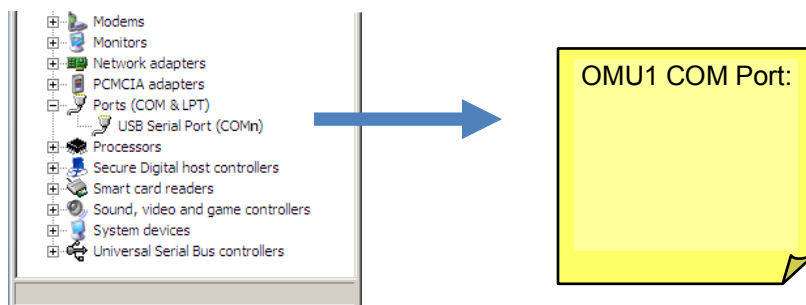 Modems
Monitors
Network adapters
PCMCIA adapters
Ports (COM & LPT)
USB Serial Port (COMn)
Processors
Secure Digital host controllers
Smart card readers
Sound, video and game controllers
System devices
Universal Serial Bus controllers
OMU1 COM Port: